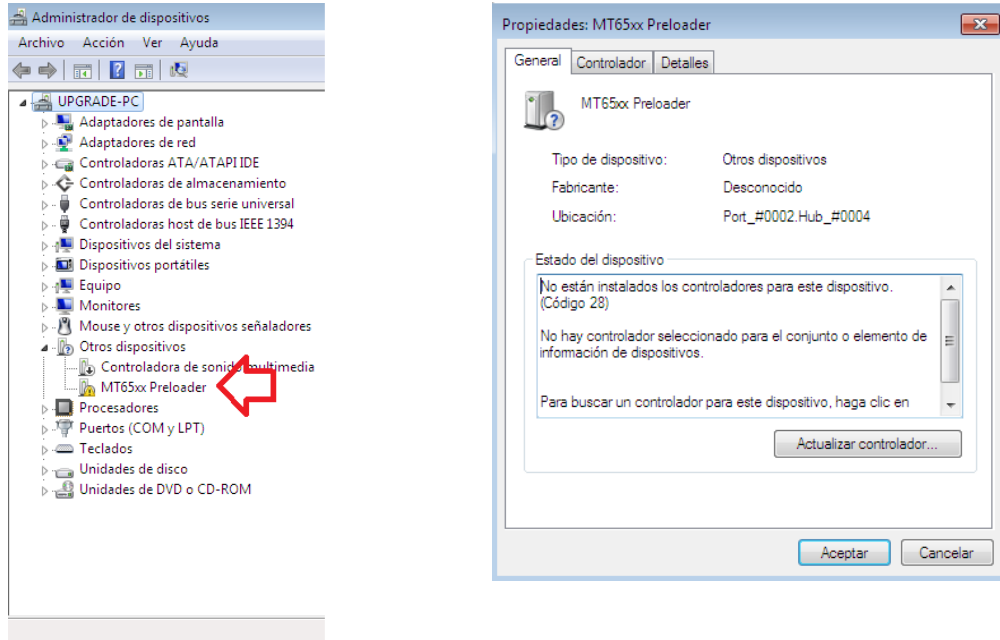 Administrador de dispositivos
Archivo Acción Ver Ayuda
UPGRADE-PC
Adaptadores de pantalla
Adaptadores de red
Controladoras ATA/ATAPI IDE
Controladoras de almacenamiento
Controladoras de bus serie universal
Controladoras host de bus IEEE 1394
Dispositivos del sistema
Dispositivos portátiles
Equipo
Monitores
Mouse y otros dispositivos señaladores
Otros dispositivos
Controladora de sonido multimedia
MT65xx Preloader
Procesadores
Puertos (COM y LPT)
Teclados
Unidades de disco
Unidades de DVD o CD-ROM
Propiedades: MT65xx Preloader
General Controlador Detalles
MT65xx Preloader
Tipo de dispositivo: Otros dispositivos
Fabricante: Desconocido
Ubicación: Port_#0002.Hub_#0004
Estado del dispositivo
No están instalados los controladores para este dispositivo.
(Código 28)
No hay controlador seleccionado para el conjunto o elemento de
información de dispositivos.
Para buscar un controlador para este dispositivo, haga clic en
Actualizar controlador...
Aceptar Cancelar